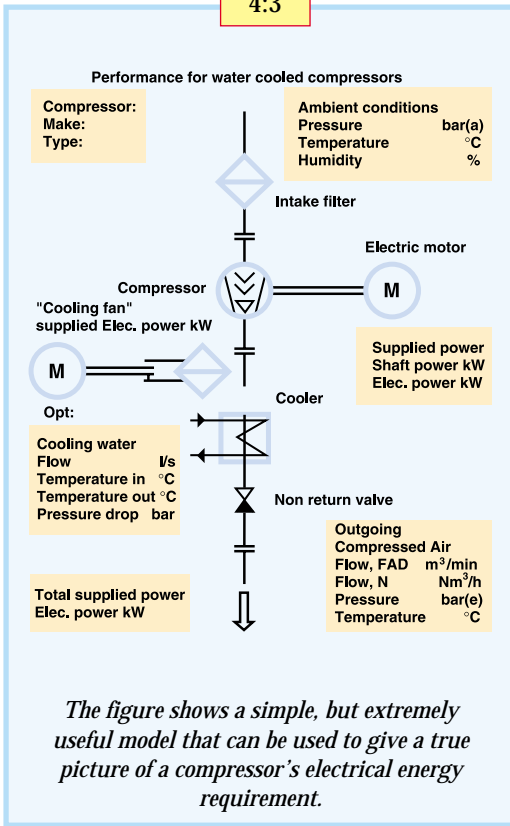 4:3
Performance for water cooled compressors
Compressor:
Make:
Type:
Ambient conditions
Pressure bar(a)
Temperature °C
Humidity %
Intake filter
Electric motor
Compressor
M
"Cooling fan"
supplied Elec. power kW
M
Supplied power
Shaft power kW
Elec. power kW
Cooler
Opt:
Cooling water
Flow l/s
Temperature in °C
Temperature out °C
Pressure drop bar
Non return valve
Outgoing
Compressed Air
Flow, FAD m³/min
Flow, N Nm³/h
Pressure bar(e)
Temperature °C
Total supplied power
Elec. power kW
The figure shows a simple, but extremely
useful model that can be used to give a true
picture of a compressor's electrical energy
requirement.